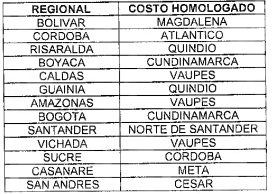 REGIONAL COSTO HOMOLOGADO
BOLIVAR MAGDALENA
CORDOBA ATLANTICO
RISARALDA QUINDIO
BOYACA CUNDINAMARCA
CALDAS VAUPES
GUAINIA QUINDIO
AMAZONAS VAUPES
BOGOTA CUNDINAMARCA
SANTANDER NORTE DE SANTANDER
VICHADA VAUPES
SUCRE CORDOBA
CASANARE META
SAN ANDRES CESAR